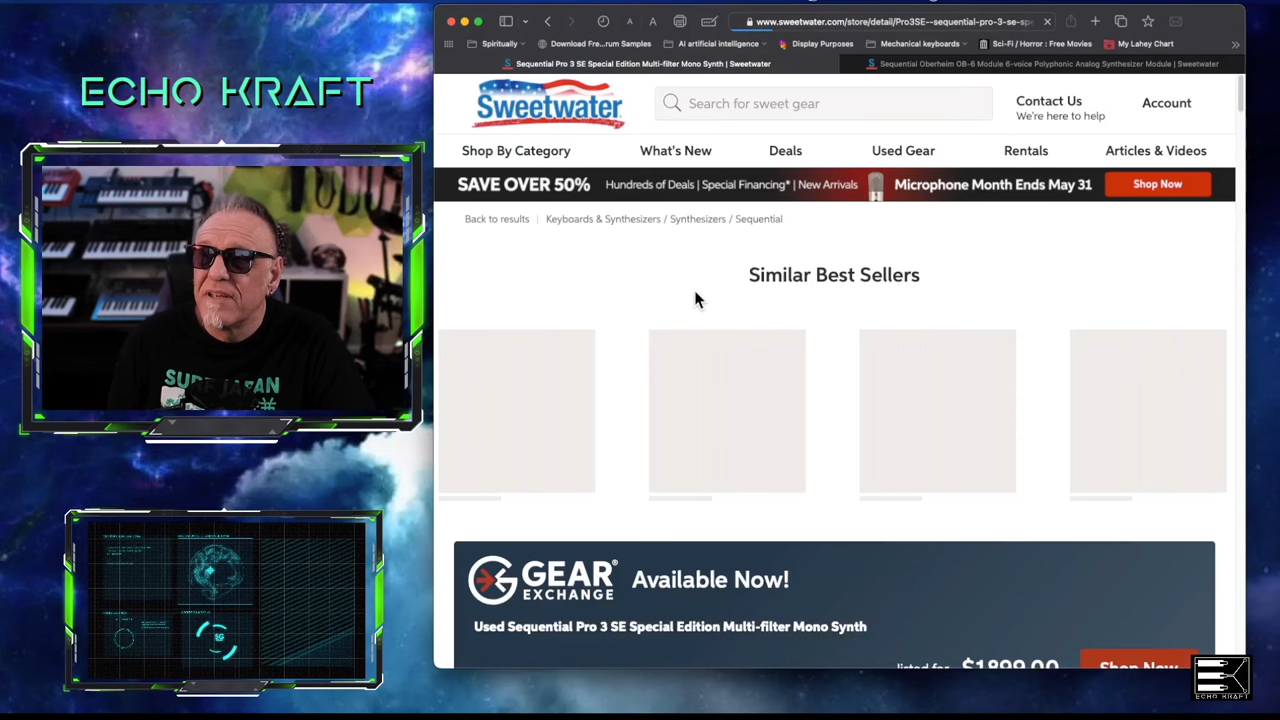 www.sweetwater.com/store/detail/Pro3SE--sequential-pro-3-se-spe
Spiritually
Download Fre...rum Samples
AI artificial intelligence
Display Purposes
Mechanical keyboards
Sci-Fi / Horror : Free Movies
My Lahey Chart
Sequential Pro 3 SE Special Edition Multi-filter Mono Synth | Sweetwater
Sequential Oberheim OB-6 Module 6-voice Polyphonic Analog Synthesizer Module | Sweetwater
ECHO KRAFT
Sweetwater
Search for sweet gear
Contact Us
We're here to help
Account
Shop By Category
What's New
Deals
Used Gear
Rentals
Articles & Videos
SAVE OVER 50%
Hundreds of Deals | Special Financing* | New Arrivals
Microphone Month Ends May 31
Shop Now
Back to results
Keyboards & Synthesizers / Synthesizers / Sequential
Similar Best Sellers
SURF JAPAN
GEAR®
EXCHANGE
Available Now!
Used Sequential Pro 3 SE Special Edition Multi-filter Mono Synth
listed for $1899.00
Shop Now
ECHO KRAFT